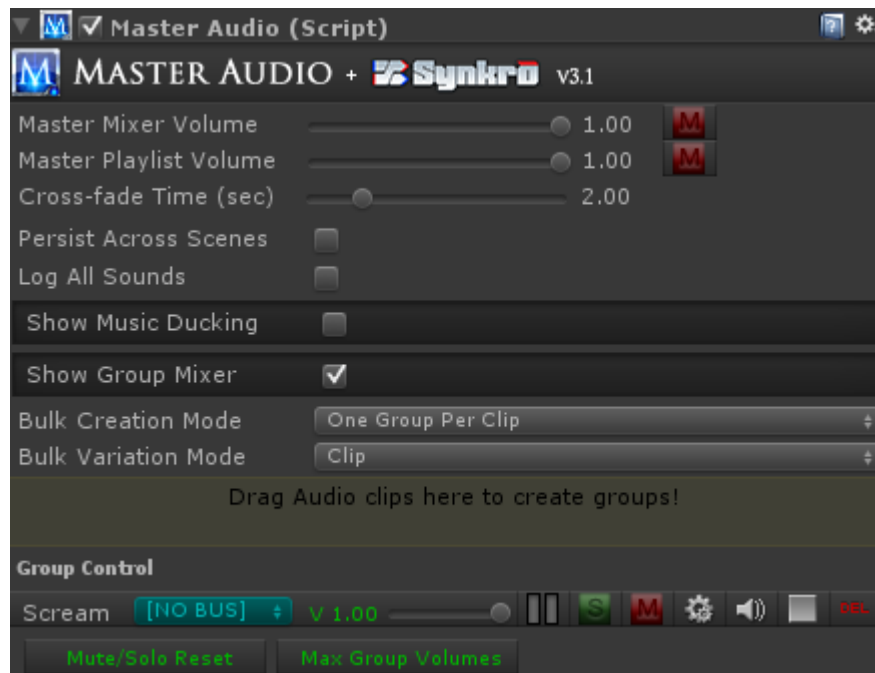 Master Audio (Script)
M MASTER AUDIO + Synkro v3.1
Master Mixer Volume 1.00 M
Master Playlist Volume 1.00 M
Cross-fade Time (sec) 2.00
Persist Across Scenes
Log All Sounds
Show Music Ducking
Show Group Mixer
Bulk Creation Mode One Group Per Clip
Bulk Variation Mode Clip
Drag Audio clips here to create groups!
Group Control
Scream [NO BUS] V 1.00 S M DEL
Mute/Solo Reset Max Group Volumes